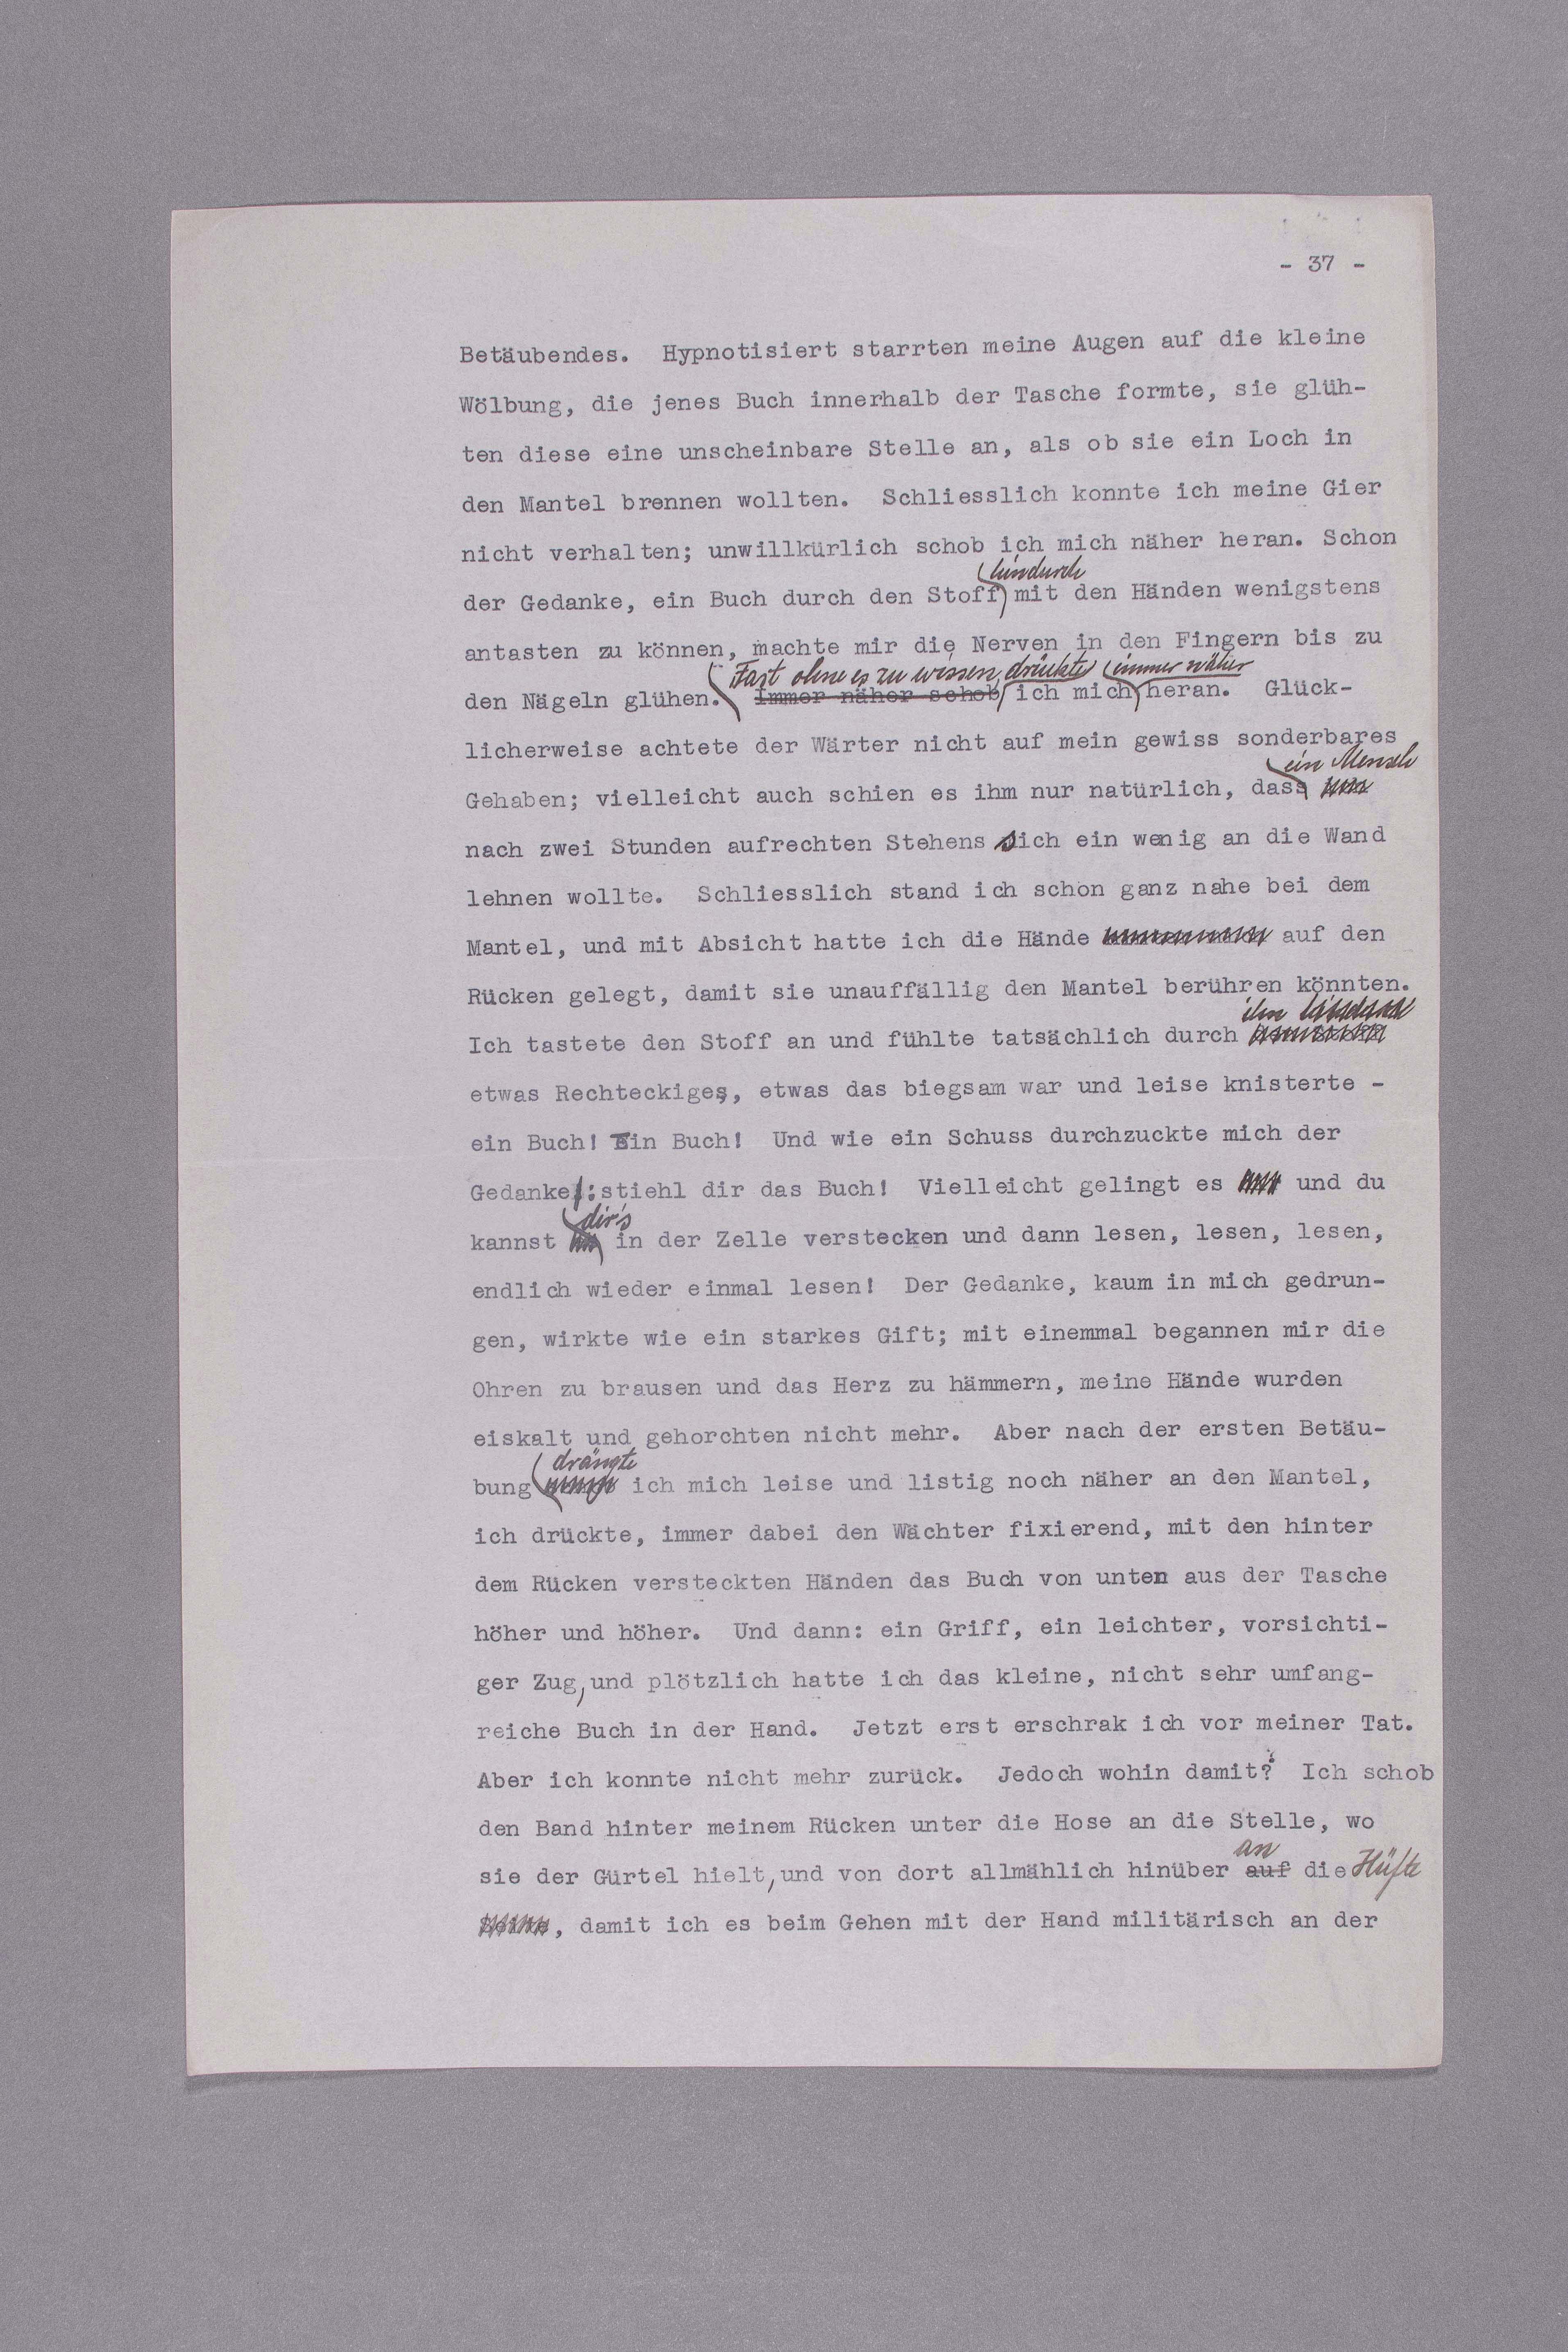 - 37 -
Betäubendes. Hypnotisiert starrten meine Augen auf die kleine
Wölbung, die jenes Buch innerhalb der Tasche formte, sie glüh-
ten diese eine unscheinbare Stelle an, als ob sie ein Loch in
den Mantel brennen wollten. Schliesslich konnte ich meine Gier
nicht verhalten; unwillkürlich schob ich mich näher heran. Schon
hindurch
der Gedanke, ein Buch durch den Stoff mit den Händen wenigstens
antasten zu können, machte mir die Nerven in den Fingern bis zu
Fast ohne es zu wissen, drückte immer näher
den Nägeln glühen. Immer näher schob ich mich heran. Glück-
licherweise achtete der Wärter nicht auf mein gewiss sonderbares
ein Mensch
Gehaben; vielleicht auch schien es ihm nur natürlich, dass
nach zwei Stunden aufrechten Stehens sich ein wenig an die Wand
lehnen wollte. Schliesslich stand ich schon ganz nahe bei dem
Mantel, und mit Absicht hatte ich die Hände auf den
Rücken gelegt, damit sie unauffällig den Mantel berühren könnten.
Ich tastete den Stoff an und fühlte tatsächlich durch
etwas Rechteckiges, etwas das biegsam war und leise knisterte -
ein Buch! Ein Buch! Und wie ein Schuss durchzuckte mich der
Gedanke: stiehl dir das Buch! Vielleicht gelingt es und du
dir's
kannst in der Zelle verstecken und dann lesen, lesen, lesen,
endlich wieder einmal lesen! Der Gedanke, kaum in mich gedrun-
gen, wirkte wie ein starkes Gift; mit einemmal begannen mir die
Ohren zu brausen und das Herz zu hämmern, meine Hände wurden
eiskalt und gehorchten nicht mehr. Aber nach der ersten Betäu-
drängte
bung ich mich leise und listig noch näher an den Mantel,
ich drückte, immer dabei den Wächter fixierend, mit den hinter
dem Rücken versteckten Händen das Buch von unten aus der Tasche
höher und höher. Und dann: ein Griff, ein leichter, vorsichti-
ger Zug, und plötzlich hatte ich das kleine, nicht sehr umfang-
reiche Buch in der Hand. Jetzt erst erschrak ich vor meiner Tat.
Aber ich konnte nicht mehr zurück. Jedoch wohin damit? Ich schob
den Band hinter meinem Rücken unter die Hose an die Stelle, wo
an
sie der Gürtel hielt, und von dort allmählich hinüber auf die Hüfte
, damit ich es beim Gehen mit der Hand militärisch an der